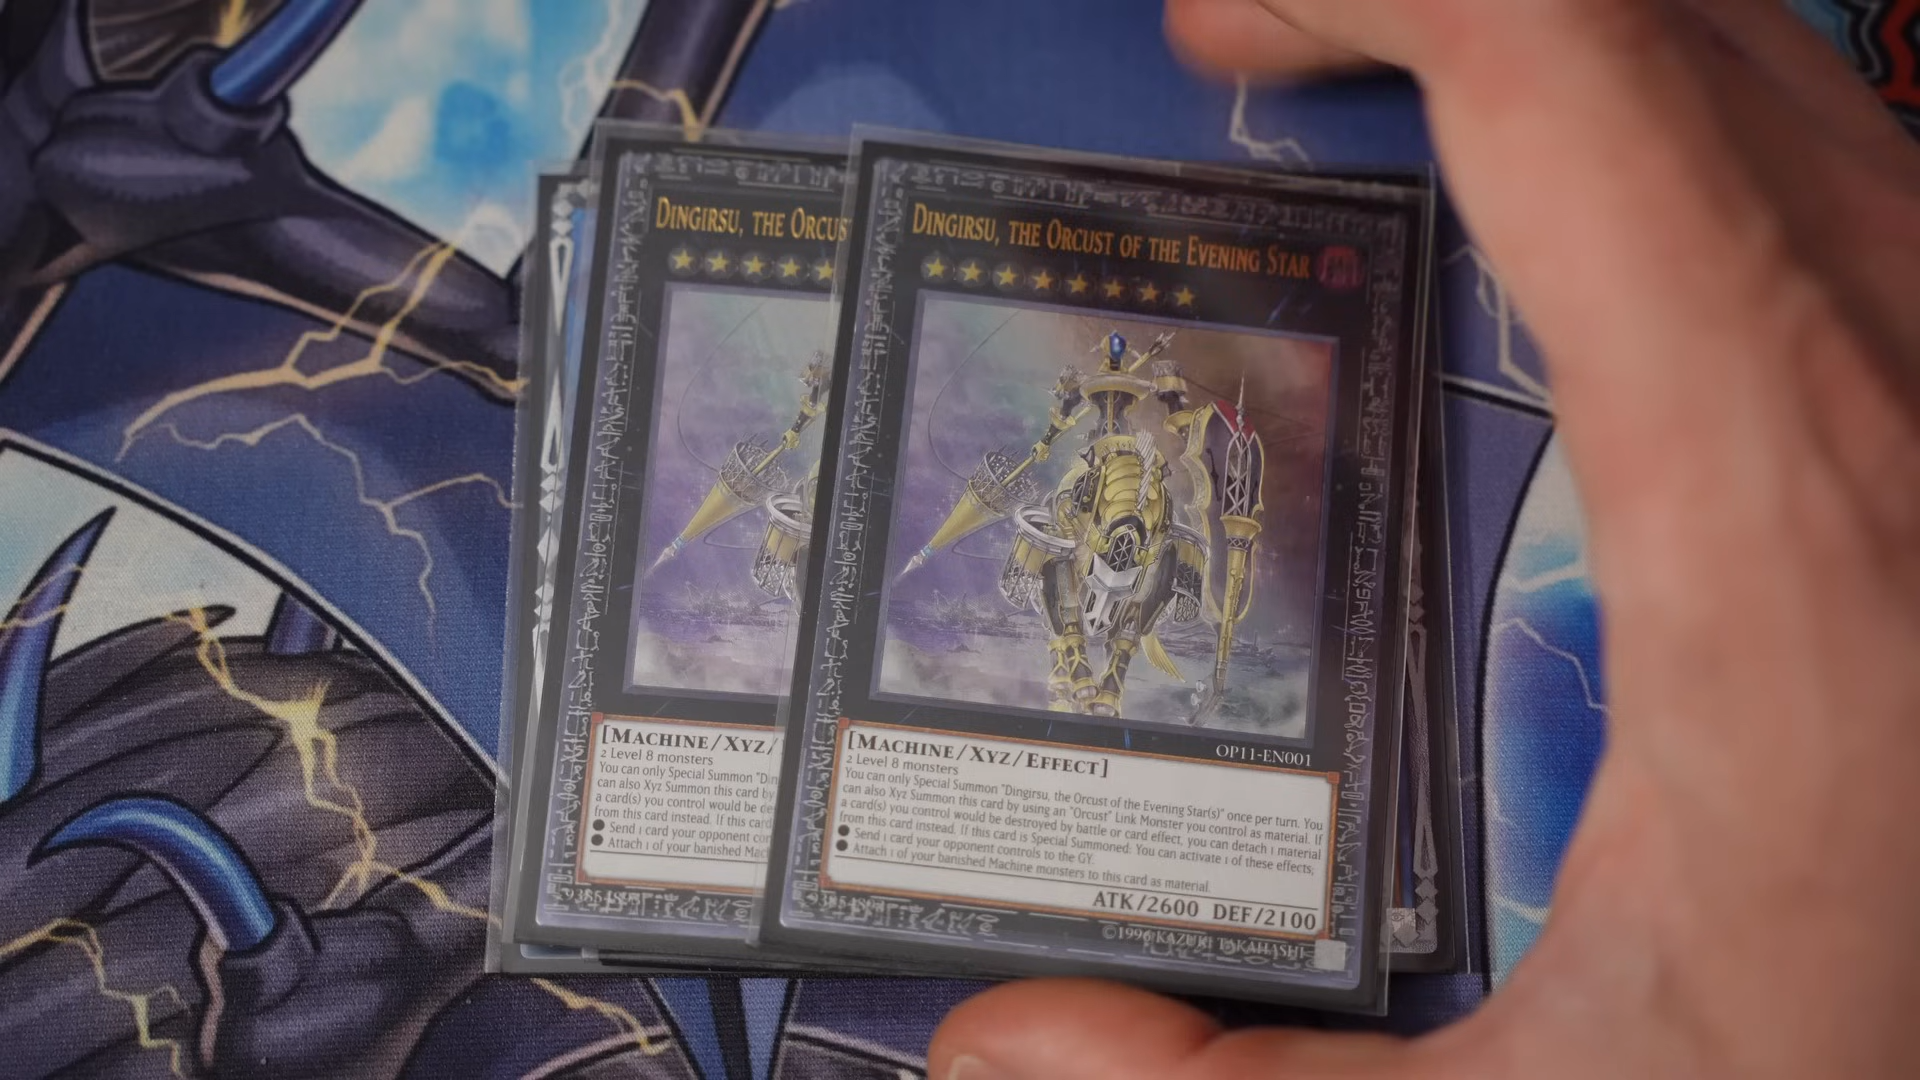 DINGIRSU, THE ORCUS
[MACHINE/XYZ/
2 Level 8 monsters
You can only Special Summon "Din
can also Xyz Summon this card by
a card(s) you control would be de
from this card instead. If this card
● Send 1 card your opponent con
● Attach 1 of your banished Mac
DINGIRSU, THE ORCUST OF THE EVENING STAR
OP11-EN001
[MACHINE/XYZ/EFFECT]
2 Level 8 monsters
You can only Special Summon "Dingirsu, the Orcust of the Evening Star(s)" once per turn. You
can also Xyz Summon this card by using an "Orcust" Link Monster you control as material. If
a card(s) you control would be destroyed by battle or card effect, you can detach 1 material
from this card instead. If this card is Special Summoned: You can activate 1 of these effects;
● Send 1 card your opponent controls to the GY.
● Attach 1 of your banished Machine monsters to this card as material.
ATK/2600 DEF/2100
©1996 KAZUKI TAKAHASHI